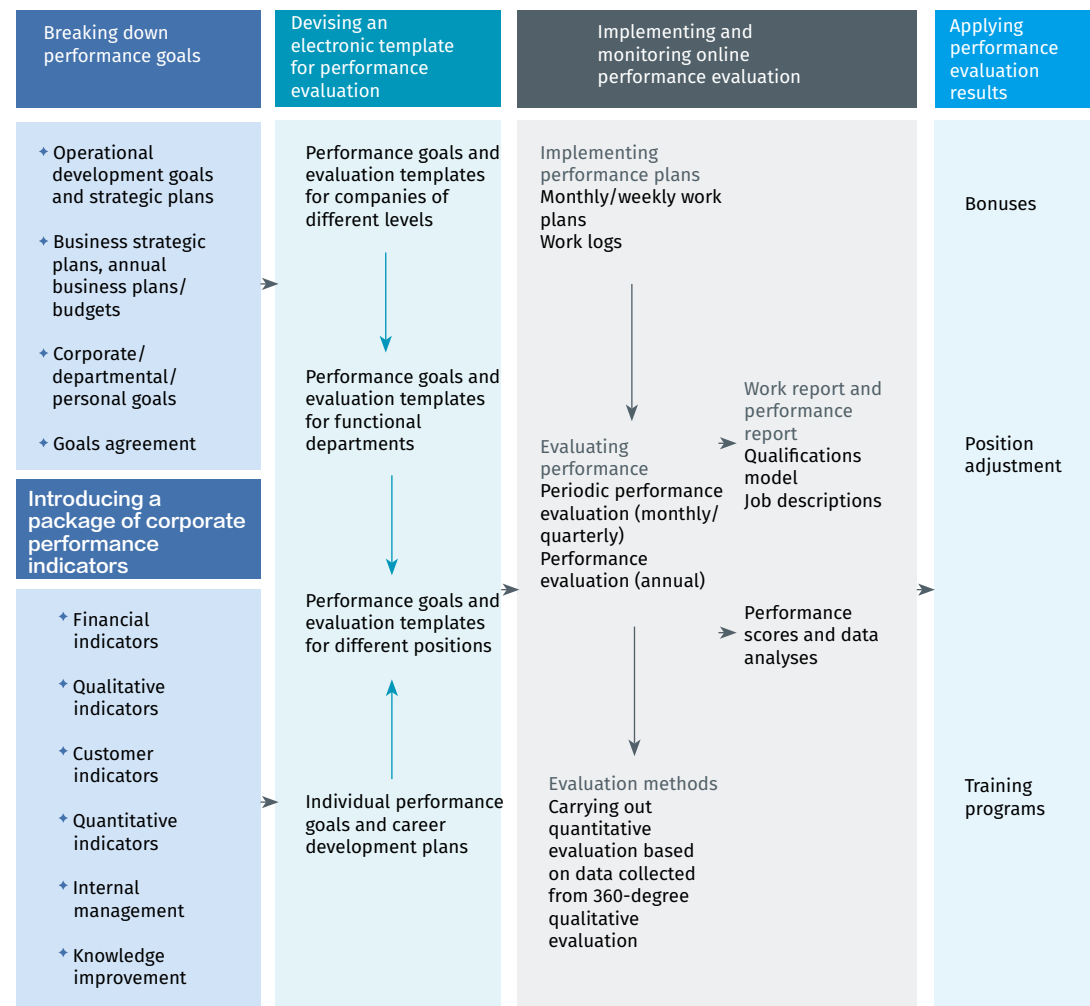 Breaking down
performance goals
Operational
development goals
and strategic plans
Business strategic
plans, annual
business plans/
budgets
Corporate/
departmental/
personal goals
Goals agreement
Introducing a
package of corporate
performance
indicators
Financial
indicators
Qualitative
indicators
Customer
indicators
Quantitative
indicators
Internal
management
Knowledge
improvement
Devising an
electronic template
for performance
evaluation
Performance goals and
evaluation templates
for companies of
different levels
Performance goals and
evaluation templates
for functional
departments
Performance goals and
evaluation templates
for different positions
Individual performance
goals and career
development plans
Implementing and
monitoring online
performance evaluation
Implementing
performance plans
Monthly/weekly work
plans
Work logs
Evaluating
performance
Periodic performance
evaluation (monthly/
quarterly)
Performance
evaluation (annual)
Work report and
performance
report
Qualifications
model
Job descriptions
Performance
scores and data
analyses
Evaluation methods
Carrying out
quantitative
evaluation based
on data collected
from 360-degree
qualitative
evaluation
Applying
performance
evaluation
results
Bonuses
Position
adjustment
Training
programs